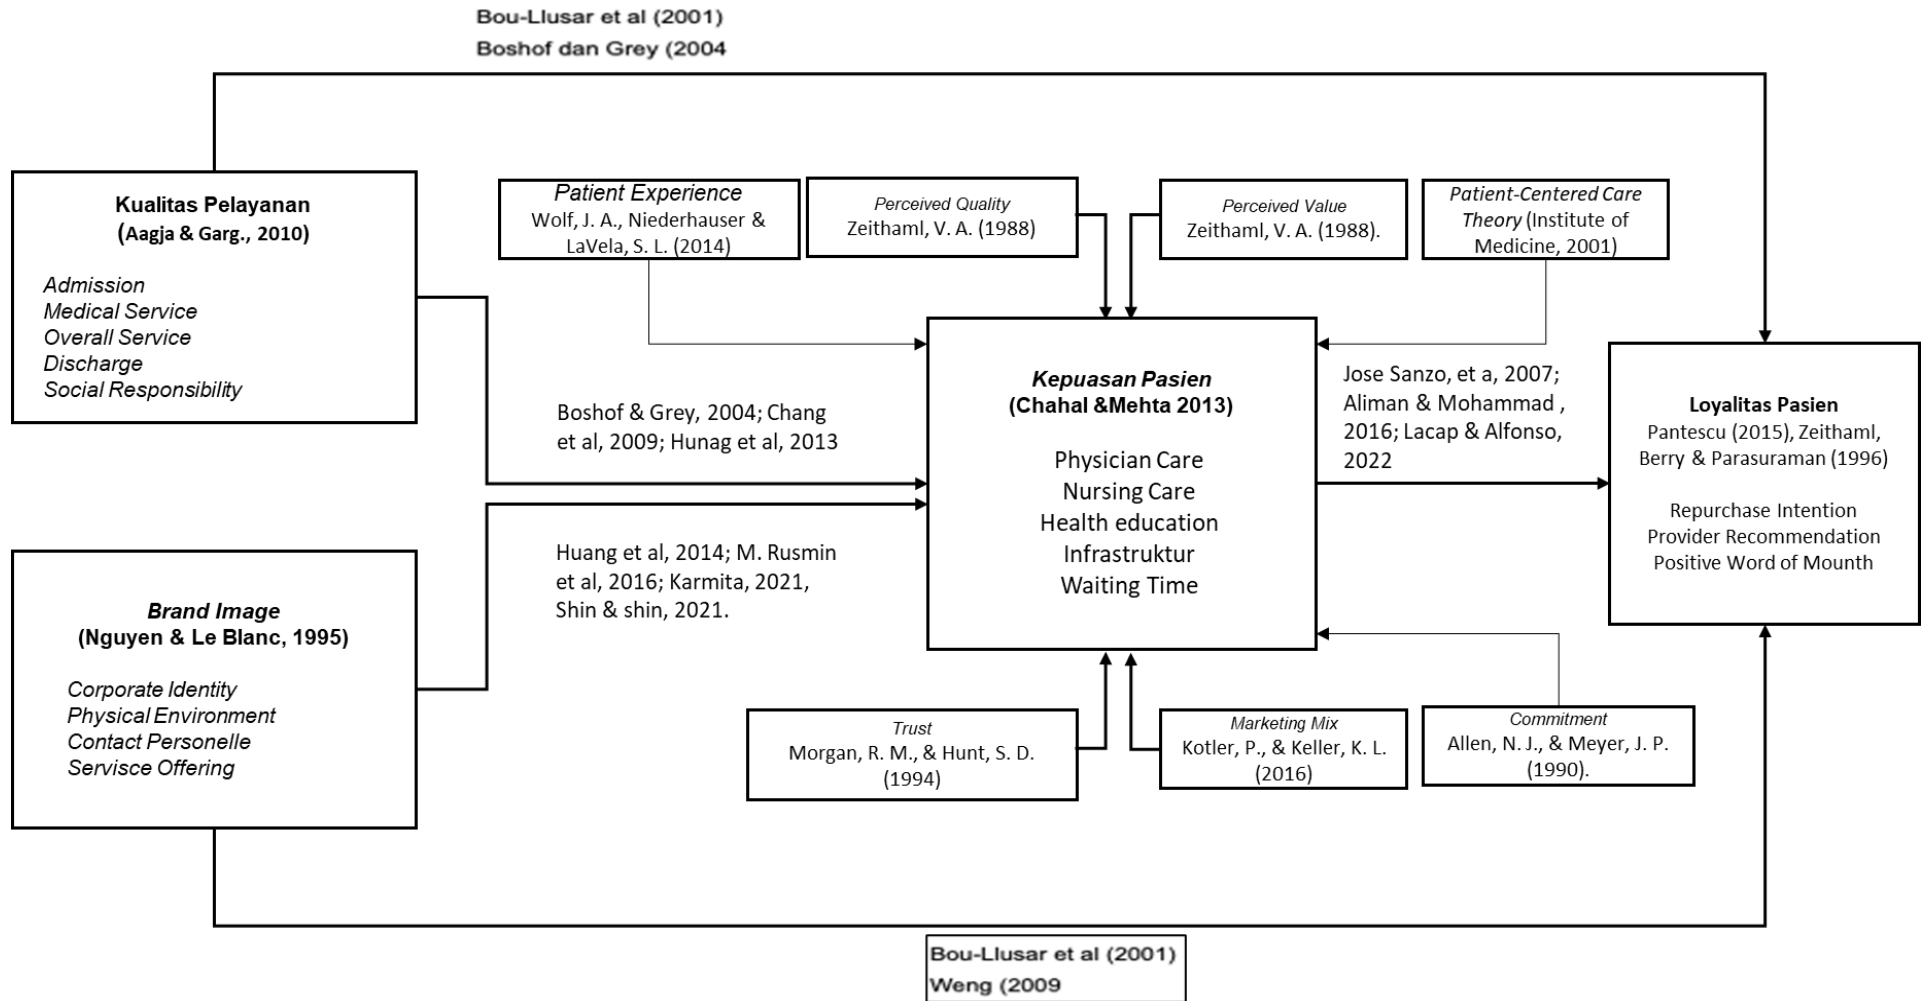 Bou-Llusar et al (2001)
Boshof dan Grey (2004
Kualitas Pelayanan
(Aagja & Garg., 2010)
Admission
Medical Service
Overall Service
Discharge
Social Responsibility
Patient Experience
Wolf, J. A., Niederhauser &
LaVela, S. L. (2014)
Perceived Quality
Zeithaml, V. A. (1988)
Perceived Value
Zeithaml, V. A. (1988).
Patient-Centered Care
Theory (Institute of
Medicine, 2001)
Boshof & Grey, 2004; Chang
et al, 2009; Hunag et al, 2013
Kepuasan Pasien
(Chahal &Mehta 2013)
Physician Care
Nursing Care
Health education
Infrastruktur
Waiting Time
Jose Sanzo, et a, 2007;
Aliman & Mohammad ,
2016; Lacap & Alfonso,
2022
Loyalitas Pasien
Pantescu (2015), Zeithaml,
Berry & Parasuraman (1996)
Repurchase Intention
Provider Recommendation
Positive Word of Mounth
Brand Image
(Nguyen & Le Blanc, 1995)
Corporate Identity
Physical Environment
Contact Personelle
Servisce Offering
Huang et al, 2014; M. Rusmin
et al, 2016; Karmita, 2021,
Shin & shin, 2021.
Trust
Morgan, R. M., & Hunt, S. D.
(1994)
Marketing Mix
Kotler, P., & Keller, K. L.
(2016)
Commitment
Allen, N. J., & Meyer, J. P.
(1990).
Bou-Llusar et al (2001)
Weng (2009